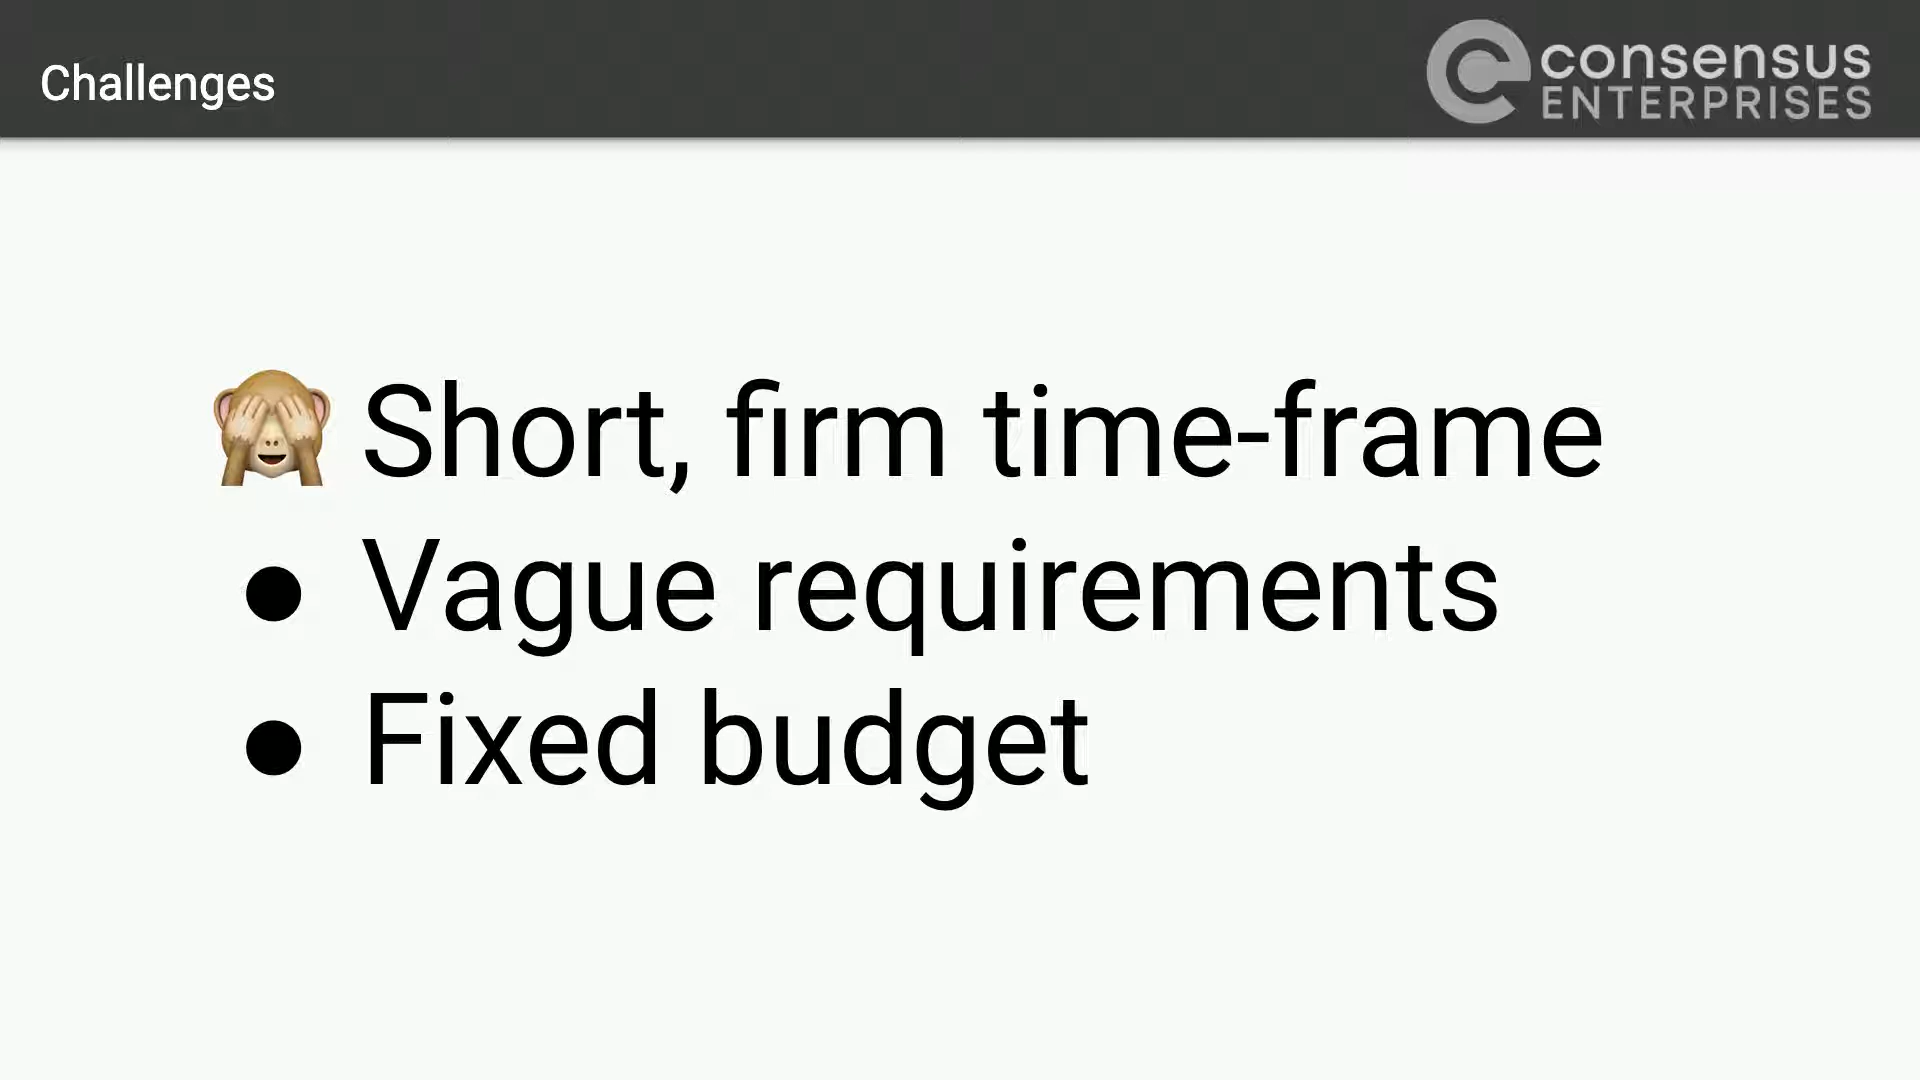 Challenges
consensus
ENTERPRISES
🙈 Short, firm time-frame
● Vague requirements
● Fixed budget